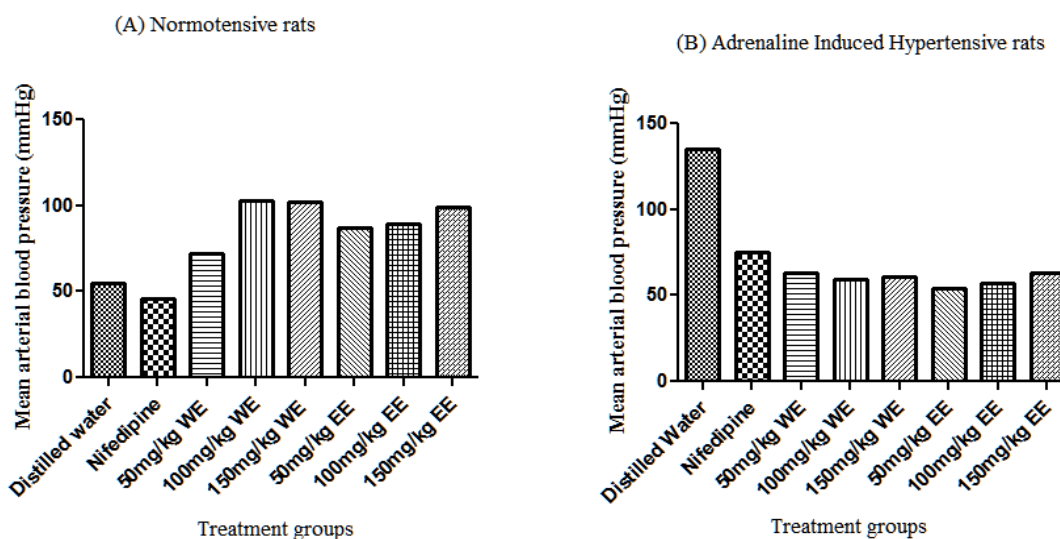 (A) Normotensive rats
Mean arterial blood pressure (mmHg)
150
100
50
0
Distilled water
Nifedipine
50mg/kg WE
100mg/kg WE
150mg/kg WE
50mg/kg EE
100mg/kg EE
150mg/kg EE
Treatment groups
(B) Adrenaline Induced Hypertensive rats
Mean arterial blood pressure (mmHg)
150
100
50
0
Distilled Water
Nifedipine
50mg/kg WE
100mg/kg WE
150mg/kg WE
50mg/kg EE
100mg/kg EE
150mg/kg EE
Treatment groups